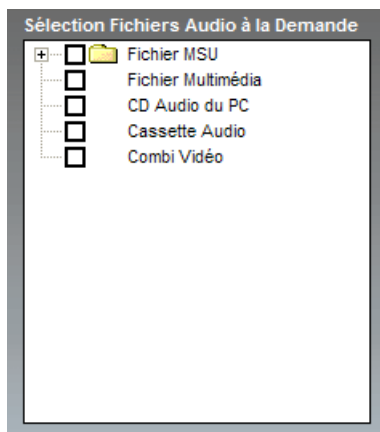 Sélection Fichiers Audio à la Demande
Fichier MSU
Fichier Multimédia
CD Audio du PC
Cassette Audio
Combi Vidéo